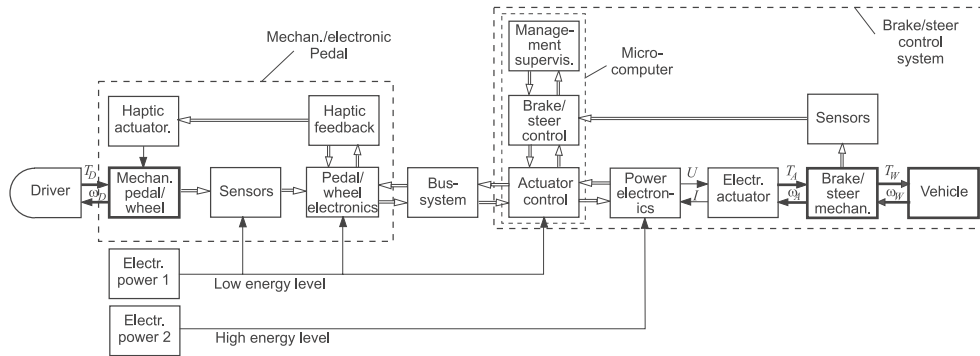 Mechan./electronic
Pedal
Manage-
ment
supervis.
Micro-
computer
Brake/steer
control
system
Haptic
actuator.
Haptic
feedback
Brake/
steer
control
Sensors
Driver
T_D
ω_D
Mechan.
pedal/
wheel
Sensors
Pedal/
wheel
electronics
Bus-
system
Actuator
control
Power
electron-
ics
U
I
Electr.
actuator
T_A
ω_A
Brake/
steer
mechan.
T_W
ω_W
Vehicle
Electr.
power 1
Low energy level
Electr.
power 2
High energy level